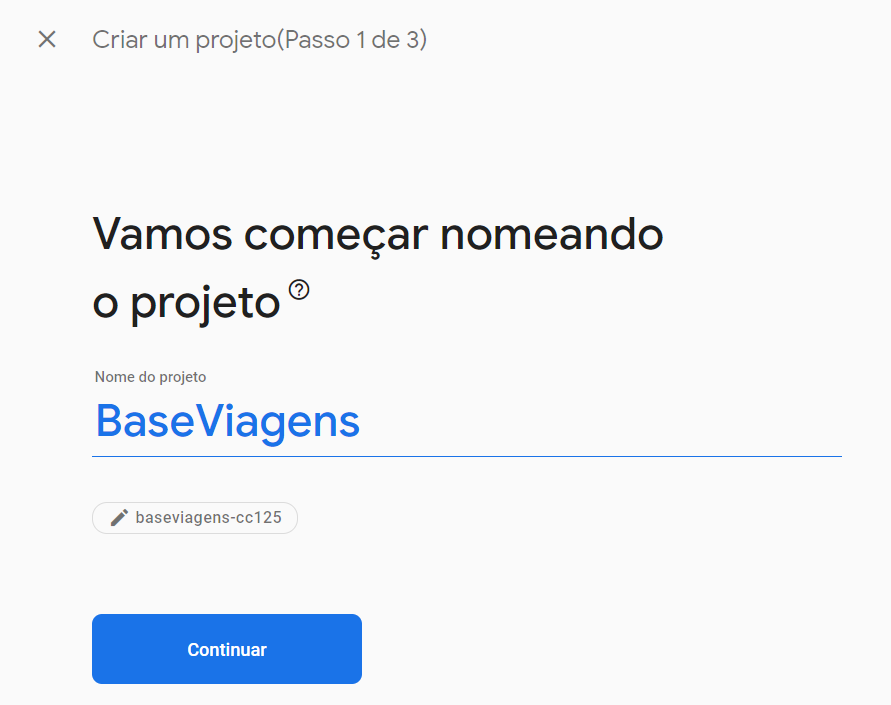 Criar um projeto(Passo 1 de 3)
Vamos começar nomeando
o projeto ?
Nome do projeto
BaseViagens
baseviagens-cc125
Continuar